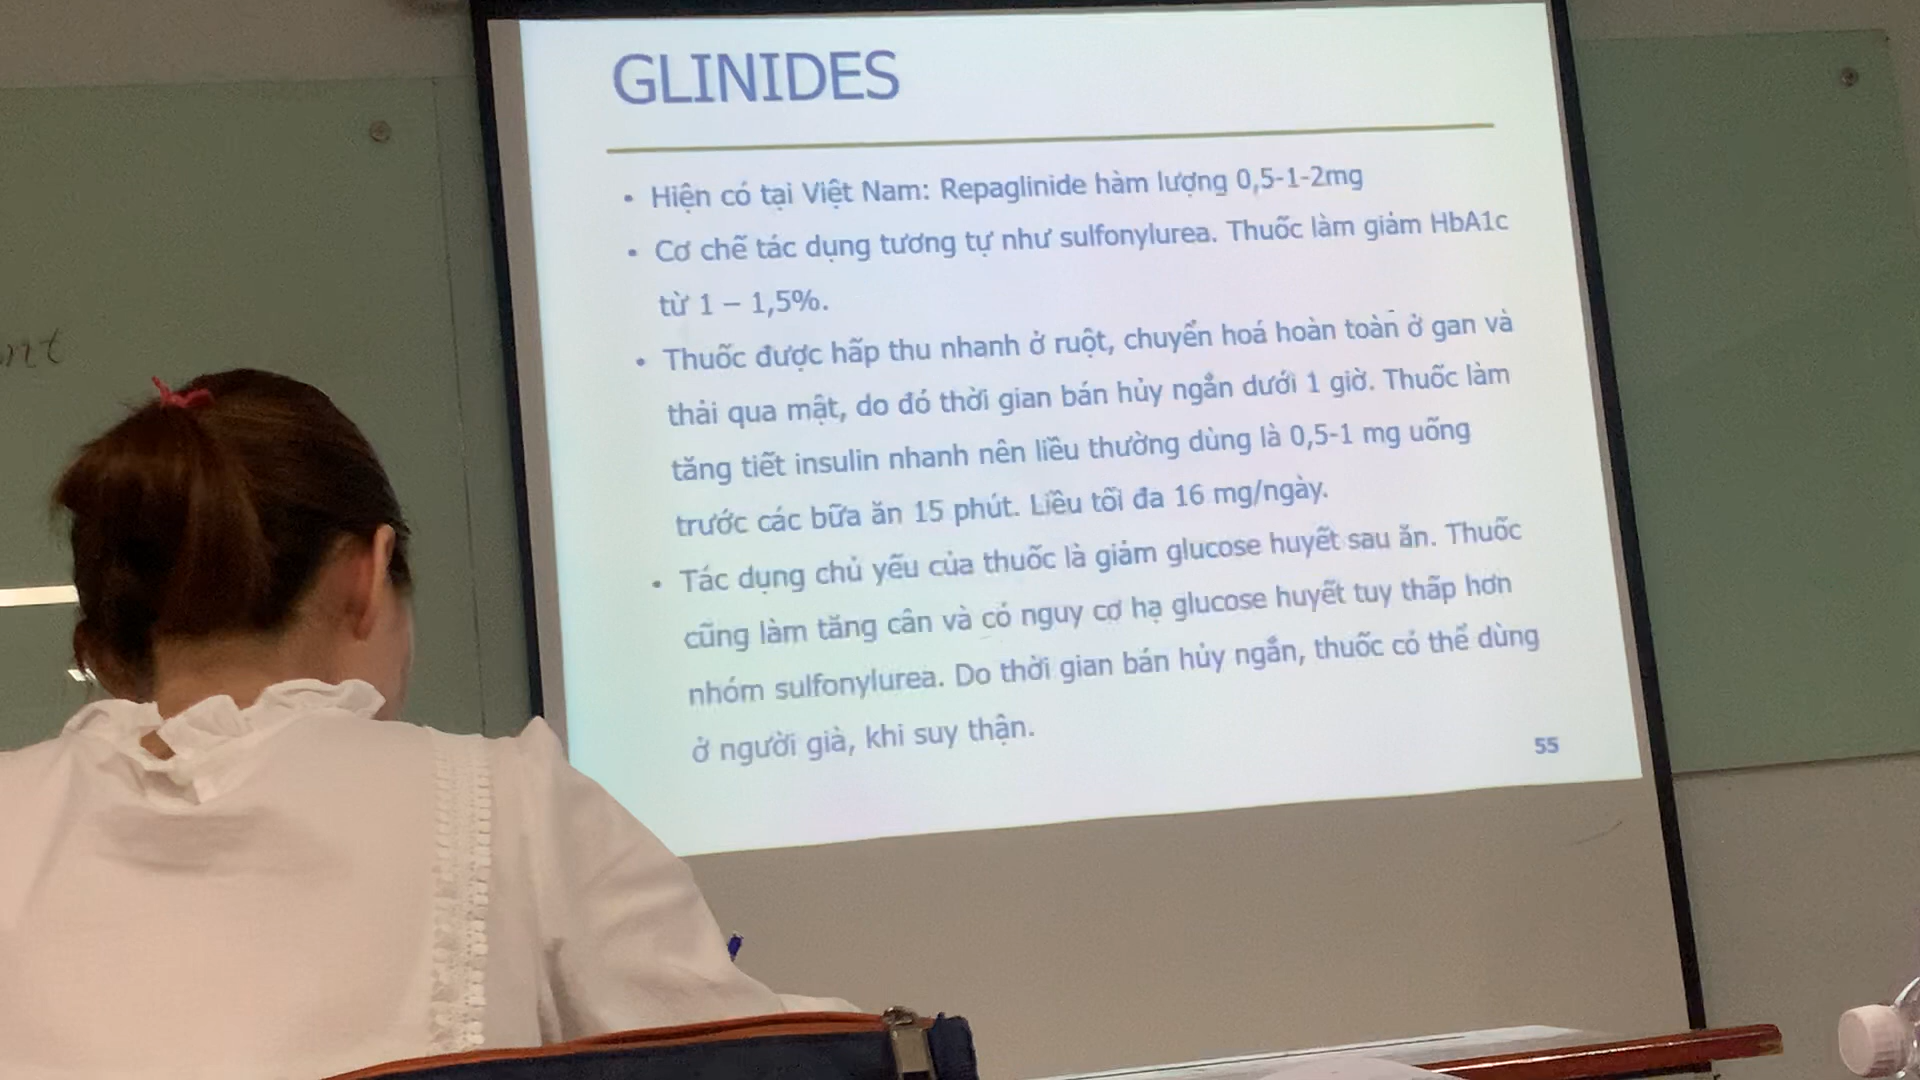 GLINIDES
• Hiện có tại Việt Nam: Repaglinide hàm lượng 0,5-1-2mg
• Cơ chế tác dụng tương tự như sulfonylurea. Thuốc làm giảm HbA1c
từ 1 – 1,5%.
• Thuốc được hấp thu nhanh ở ruột, chuyển hoá hoàn toàn ở gan và
thải qua mật, do đó thời gian bán hủy ngắn dưới 1 giờ. Thuốc làm
tăng tiết insulin nhanh nên liều thường dùng là 0,5-1 mg uống
trước các bữa ăn 15 phút. Liều tối đa 16 mg/ngày.
• Tác dụng chủ yếu của thuốc là giảm glucose huyết sau ăn. Thuốc
cũng làm tăng cân và có nguy cơ hạ glucose huyết tuy thấp hơn
nhóm sulfonylurea. Do thời gian bán hủy ngắn, thuốc có thể dùng
ở người già, khi suy thận.
55